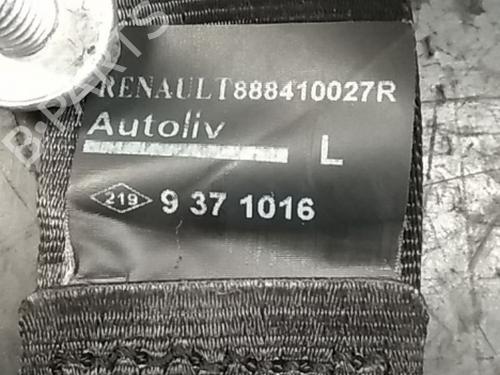 RENAULT888410027R
Autoliv
L
219 9 37 1016
B-PARTS